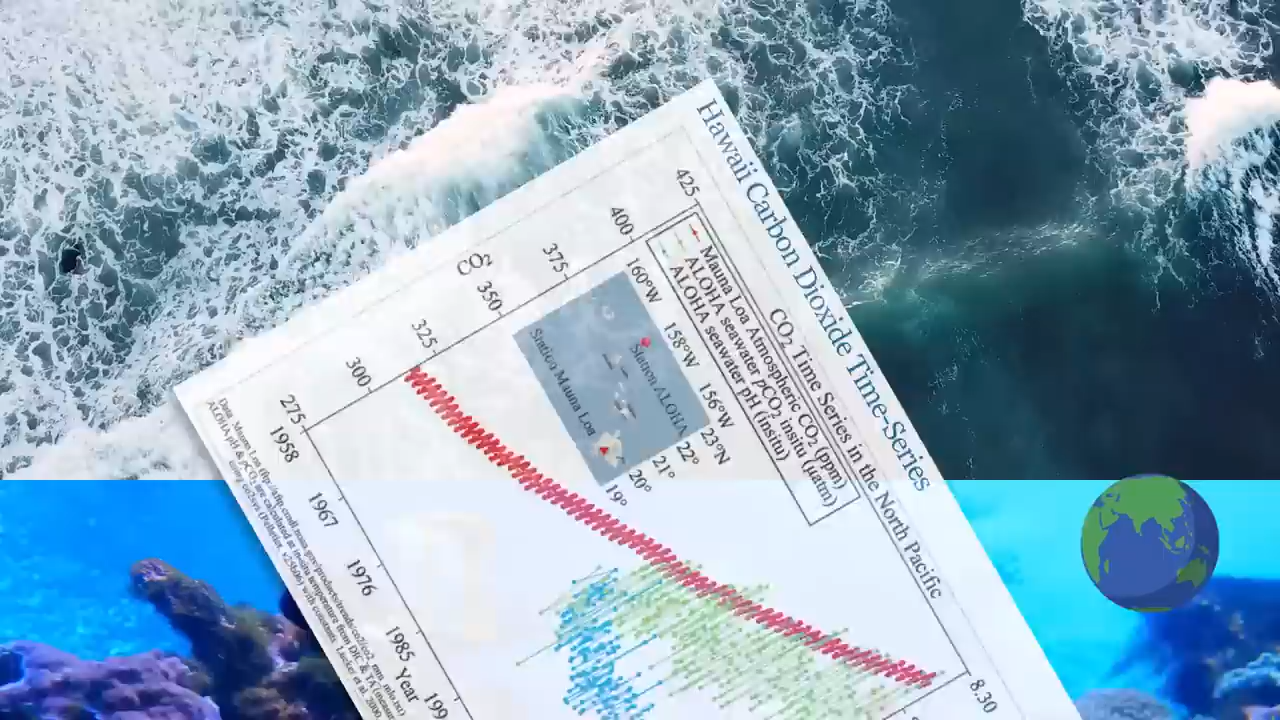 Hawaii Carbon Dioxide Time-Series
CO₂ Time Series in the North Pacific
425
400
375
350
325
300
275
CO₂
Mauna Loa Atmospheric CO₂ (ppm)
ALOHA seawater pCO₂ insitu (µatm)
ALOHA seawater pH (insitu)
160°W
158°W
156°W
23°N
22°
21°
20°
19°
Station ALOHA
Station Mauna Loa
8.30
1958
1967
1976
1985
199
Year